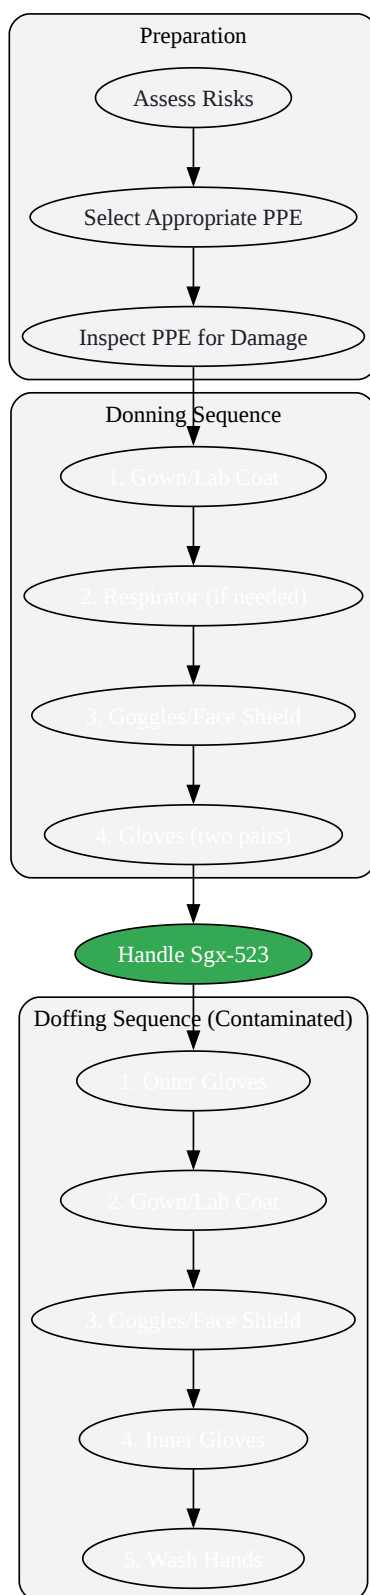 Preparation
Assess Risks
Select Appropriate PPE
Inspect PPE for Damage
Donning Sequence
1. Gown/Lab Coat
2. Respirator (if needed)
3. Goggles/Face Shield
4. Gloves (two pairs)
Handle Sgx-523
Doffing Sequence (Contaminated)
1. Outer Gloves
2. Gown/Lab Coat
3. Goggles/Face Shield
4. Inner Gloves
5. Wash Hands